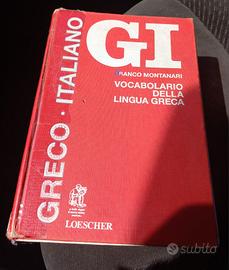 GRECO · ITALIANO
GI
FRANCO MONTANARI
VOCABOLARIO
DELLA
LINGUA GRECA
LOESCHER
subito